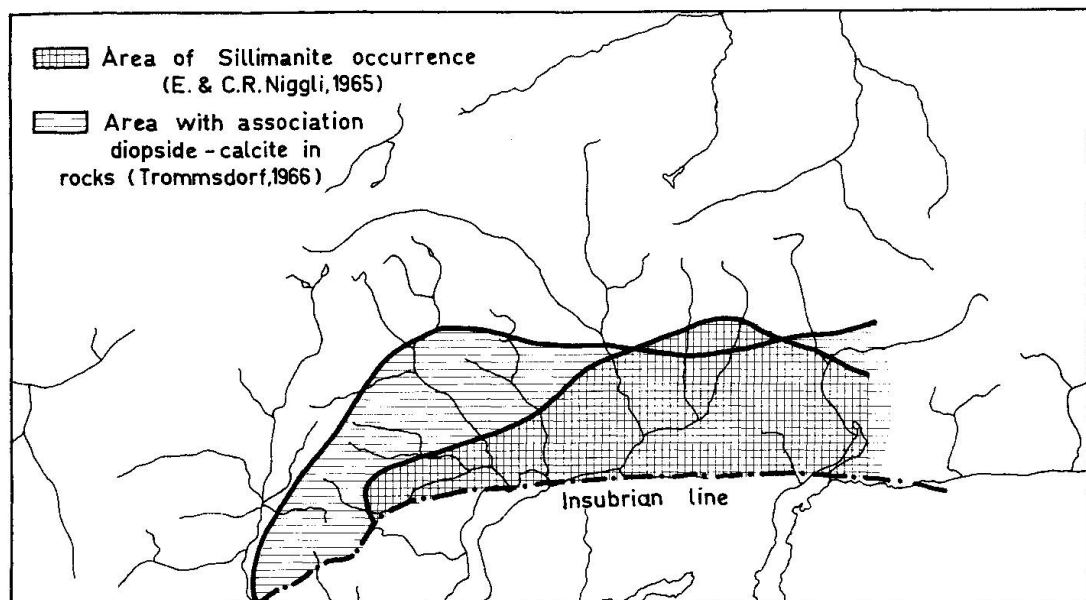 Area of Sillimanite occurrence
(E. & C.R. Niggli, 1965)
Area with association
diopside - calcite in
rocks (Trommsdorf, 1966)
Insubrian line